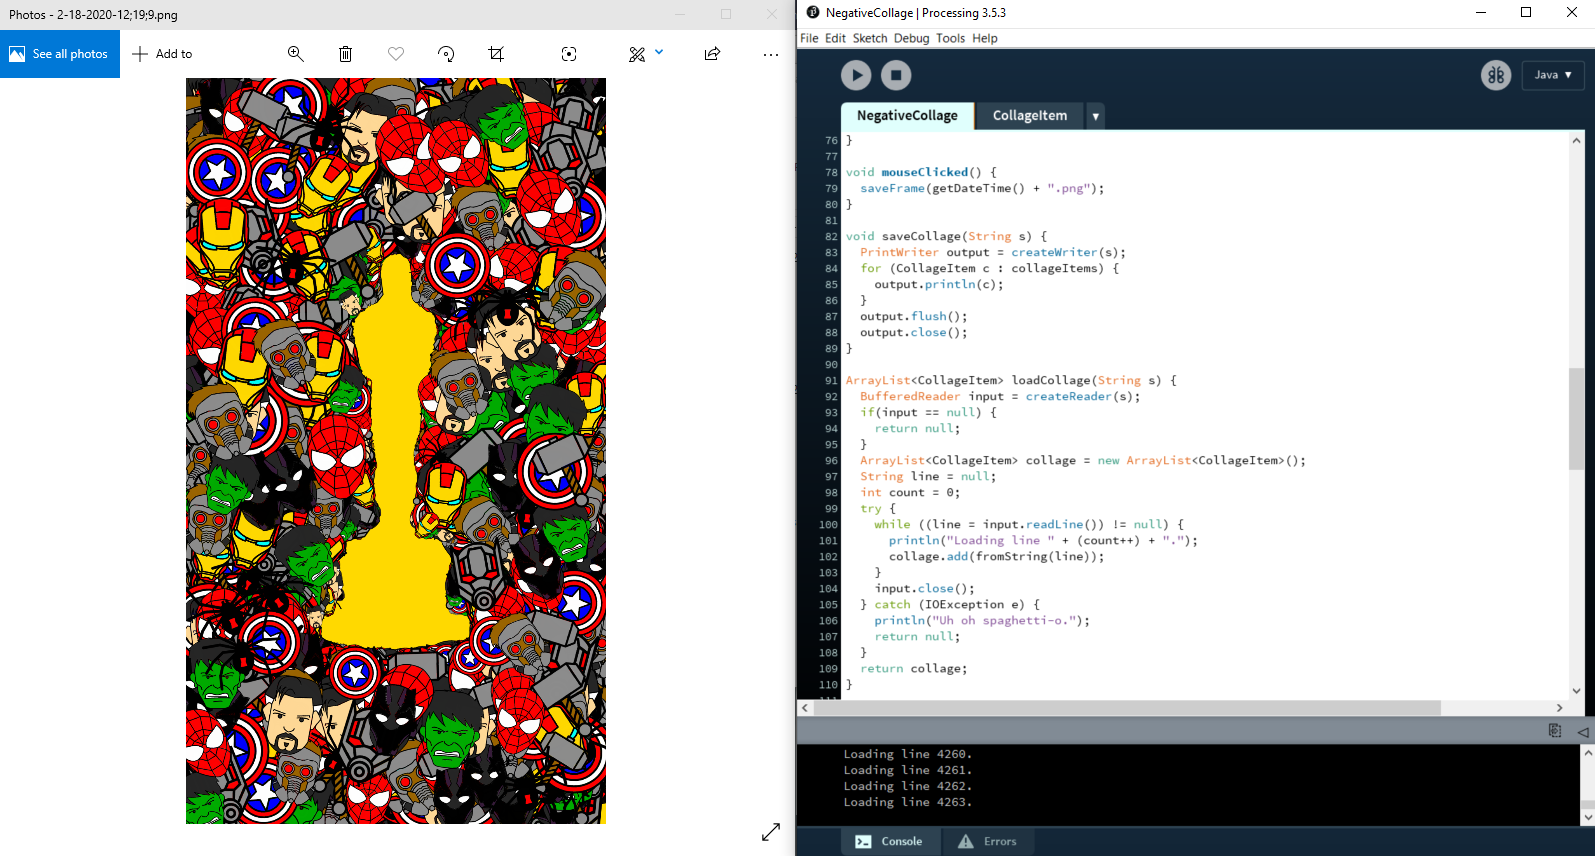 Photos - 2-18-2020-12;19;9.png
See all photos
Add to
NegativeCollage | Processing 3.5.3
File Edit Sketch Debug Tools Help
Java ▼
NegativeCollage CollageItem ▼
76 }
77
78 void mouseClicked() {
79 saveFrame(getDateTime() + ".png");
80 }
81
82 void saveCollage(String s) {
83 PrintWriter output = createWriter(s);
84 for (CollageItem c : collageItems) {
85 output.println(c);
86 }
87 output.flush();
88 output.close();
89 }
90
91 ArrayList<CollageItem> loadCollage(String s) {
92 BufferedReader input = createReader(s);
93 if(input == null) {
94 return null;
95 }
96 ArrayList<CollageItem> collage = new ArrayList<CollageItem>();
97 String line = null;
98 int count = 0;
99 try {
100 while ((line = input.readLine()) != null) {
101 println("Loading line " + (count++) + ".");
102 collage.add(fromString(line));
103 }
104 input.close();
105 } catch (IOException e) {
106 println("Uh oh spaghetti-o.");
107 return null;
108 }
109 return collage;
110 }
Loading line 4260.
Loading line 4261.
Loading line 4262.
Loading line 4263.
Console Errors